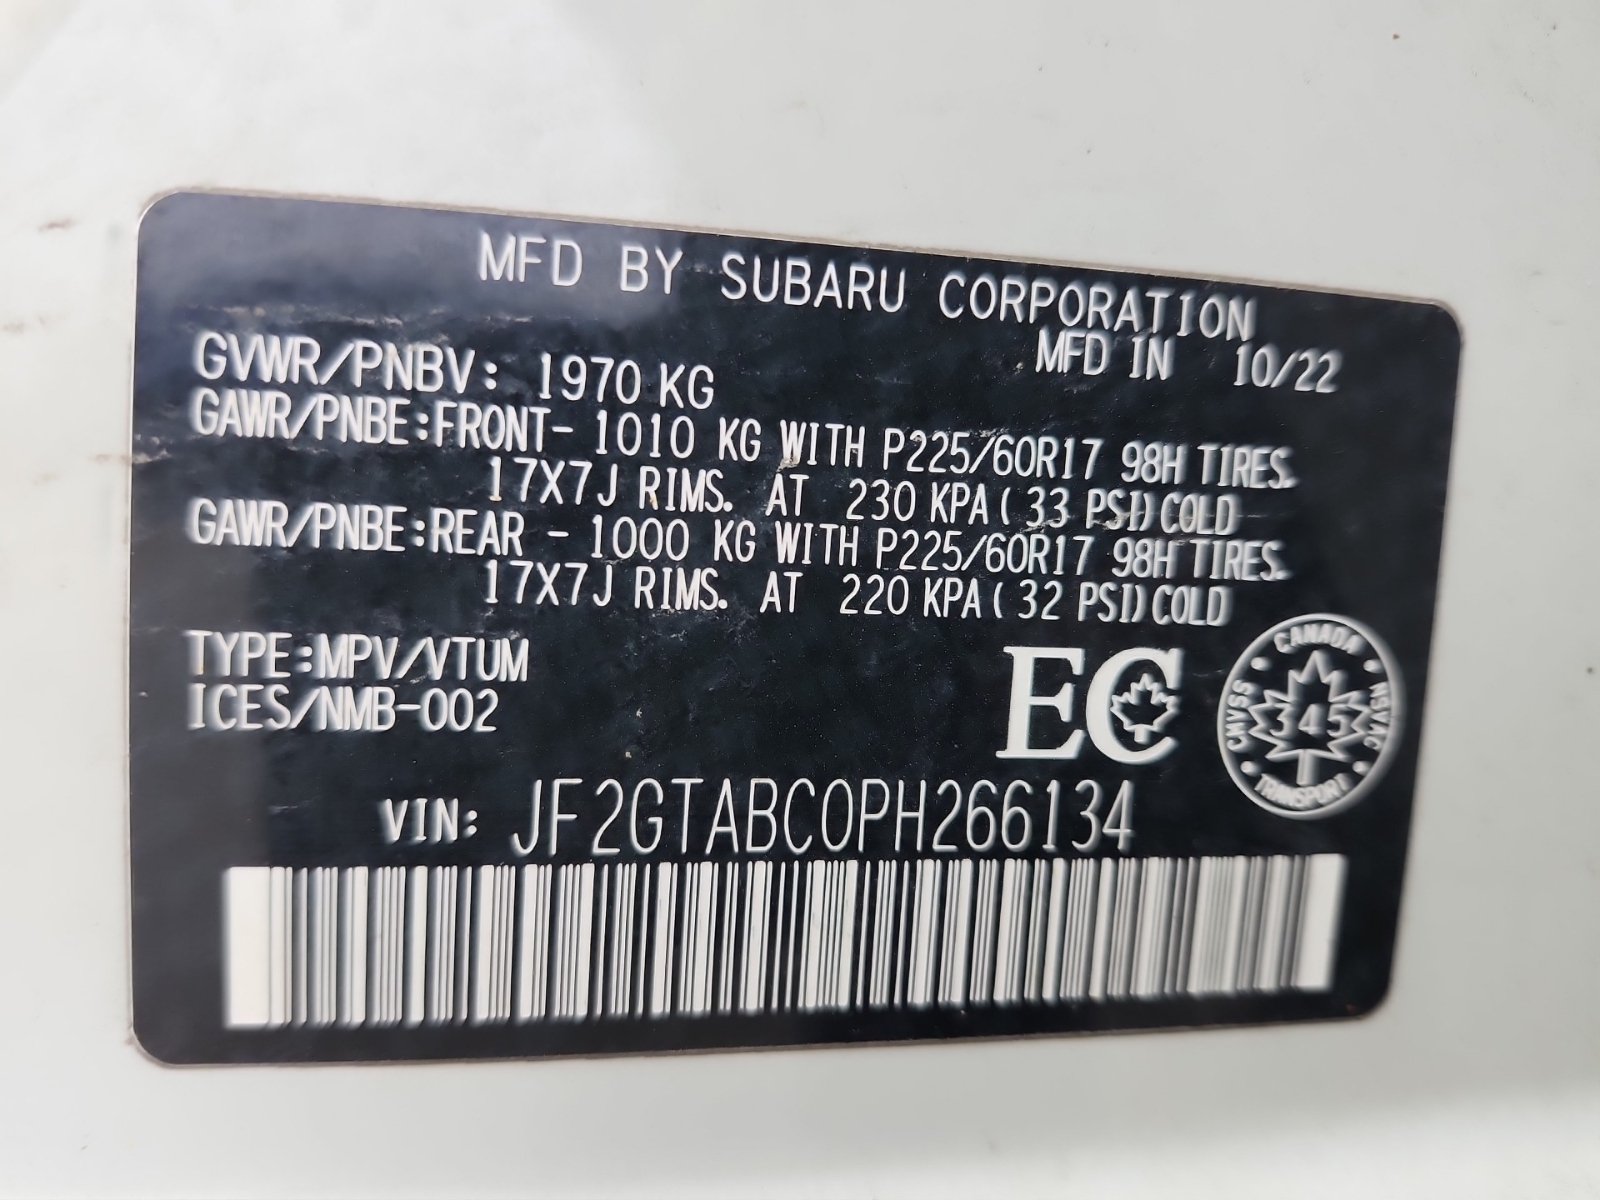 MFD BY SUBARU CORPORATION
MFD IN 10/22
GVWR/PNBV: 1970 KG
GAWR/PNBE:FRONT- 1010 KG WITH P225/60R17 98H TIRES.
17X7J RIMS. AT 230 KPA( 33 PSI)COLD
GAWR/PNBE:REAR - 1000 KG WITH P225/60R17 98H TIRES.
17X7J RIMS. AT 220 KPA( 32 PSI)COLD
TYPE:MPV/VTUM
ICES/NMB-002
EC
CANADA
CMVSS 345 NSVAC
TRANSPORT
VIN: JF2GTABC0PH266134